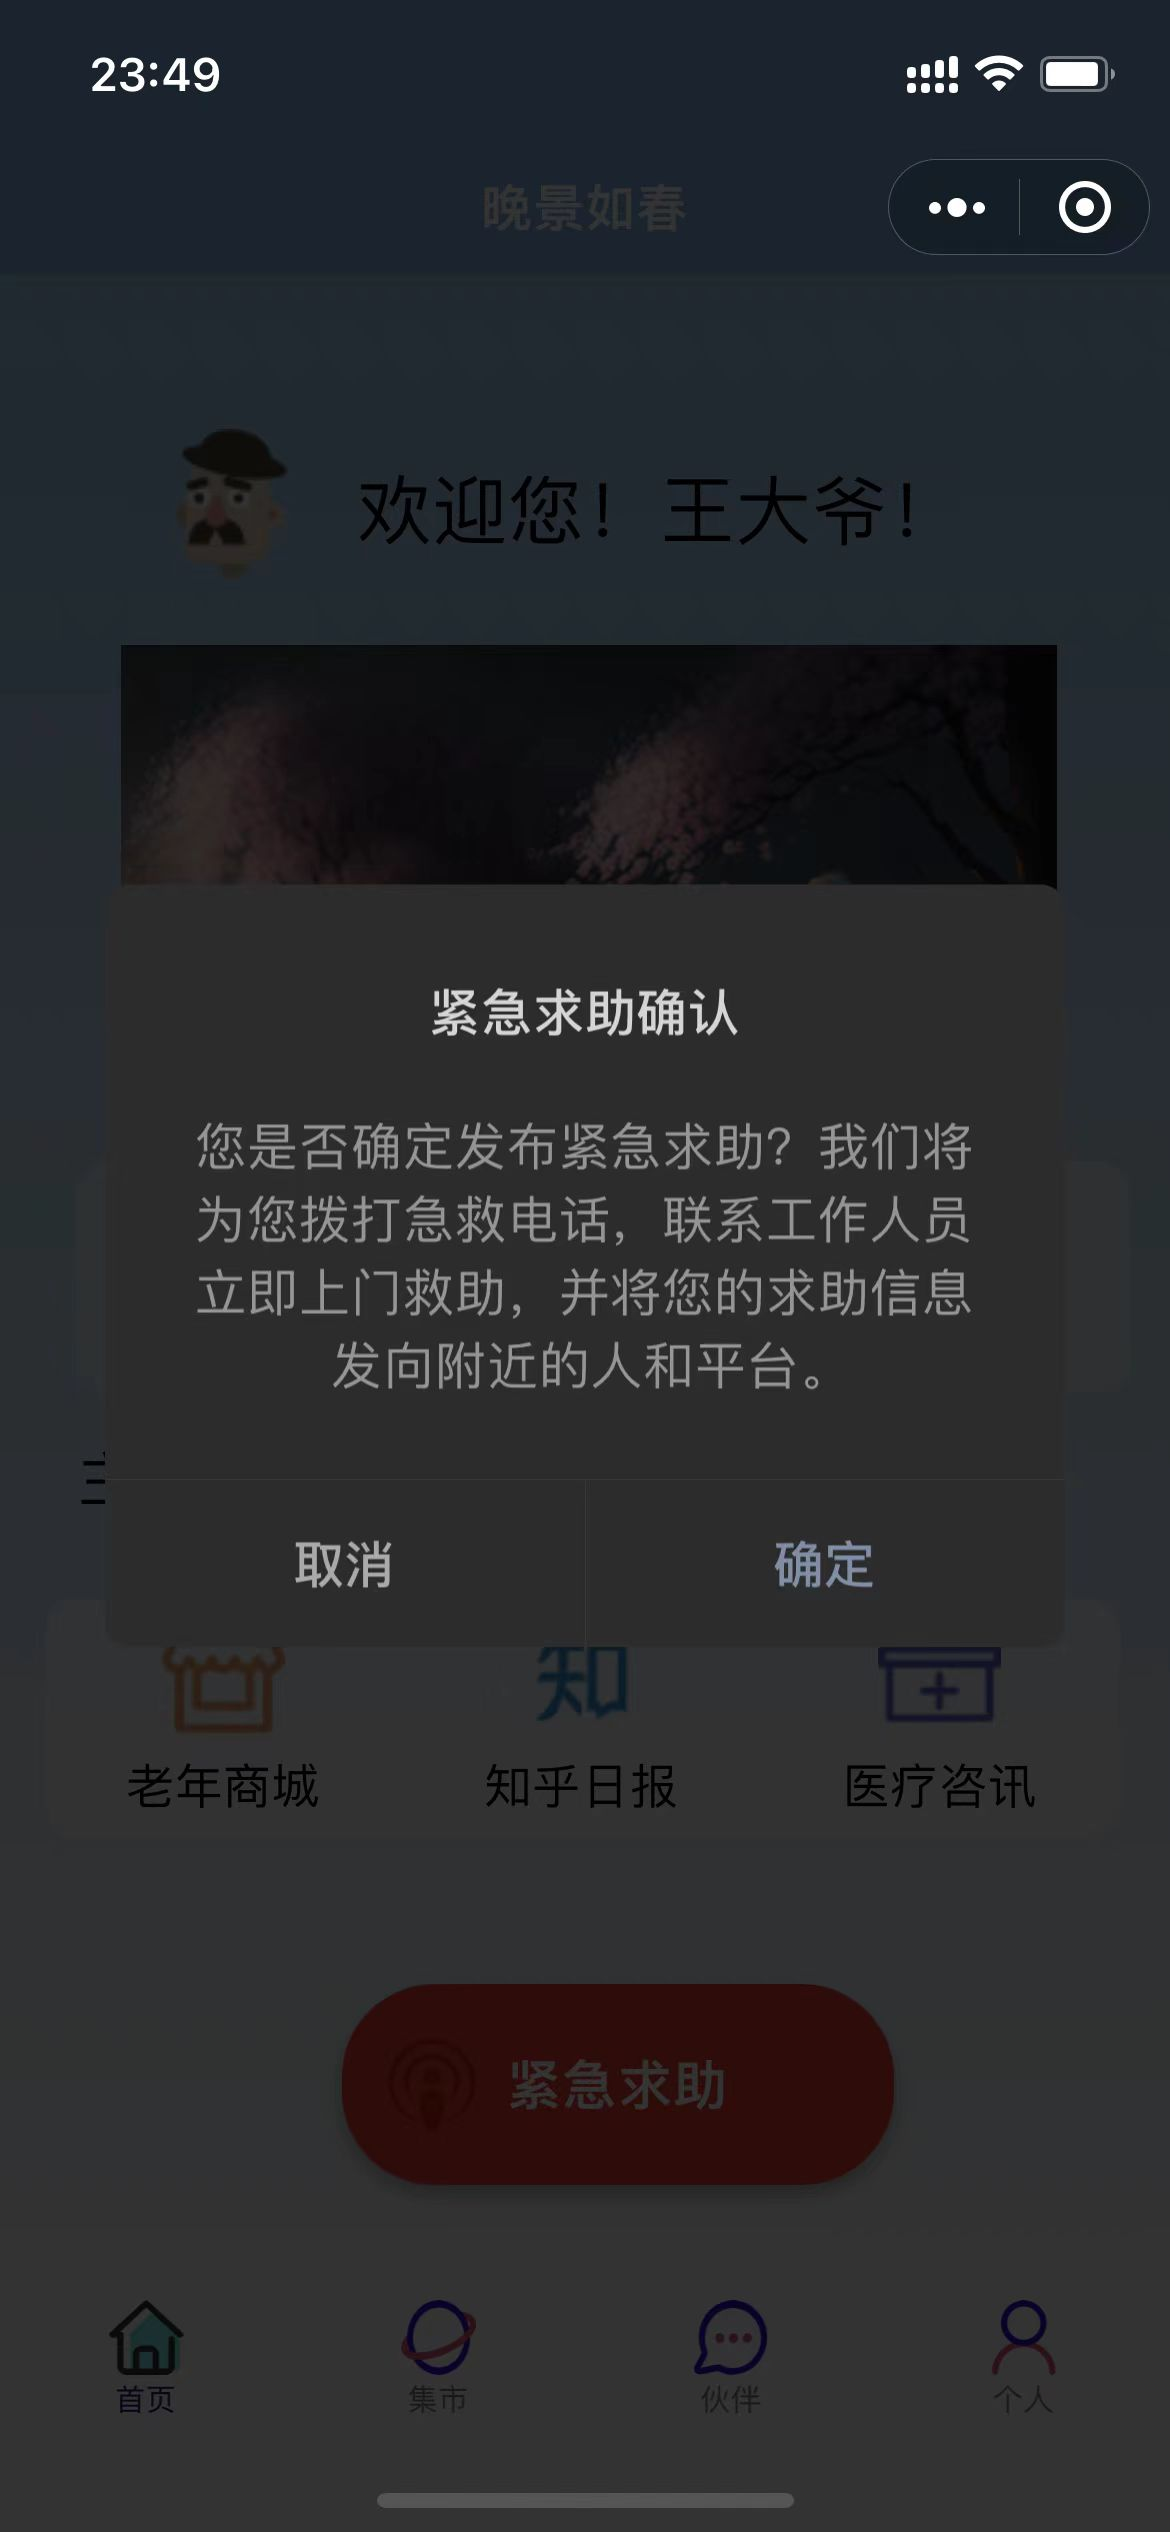 23:49
晚景如春
欢迎您！王大爷！
紧急求助确认
您是否确定发布紧急求助？我们将
为您拨打急救电话，联系工作人员
立即上门救助，并将您的求助信息
发向附近的人和平台。
取消
确定
知
老年商城
知乎日报
医疗咨讯
紧急求助
首页
集市
伙伴
个人